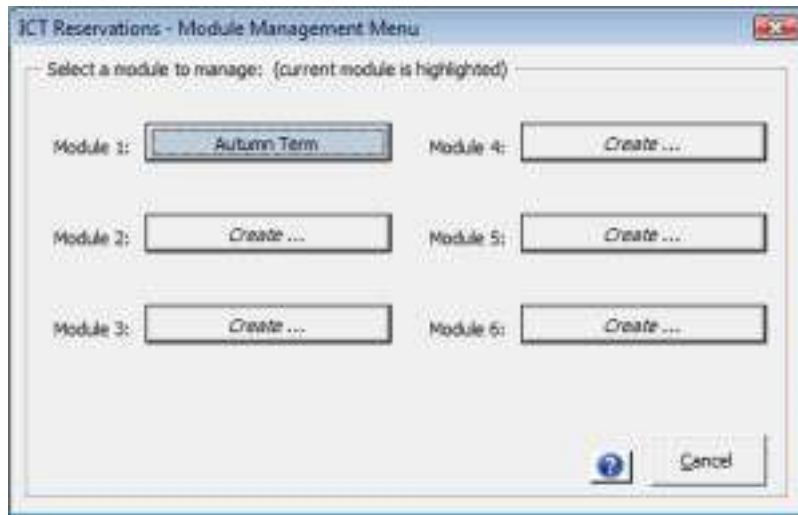 ICT Reservations - Module Management Menu
Select a module to manage: (current module is highlighted)
Module 1: Autumn Term Module 4: Create ...
Module 2: Create ... Module 5: Create ...
Module 3: Create ... Module 6: Create ...
? Cancel